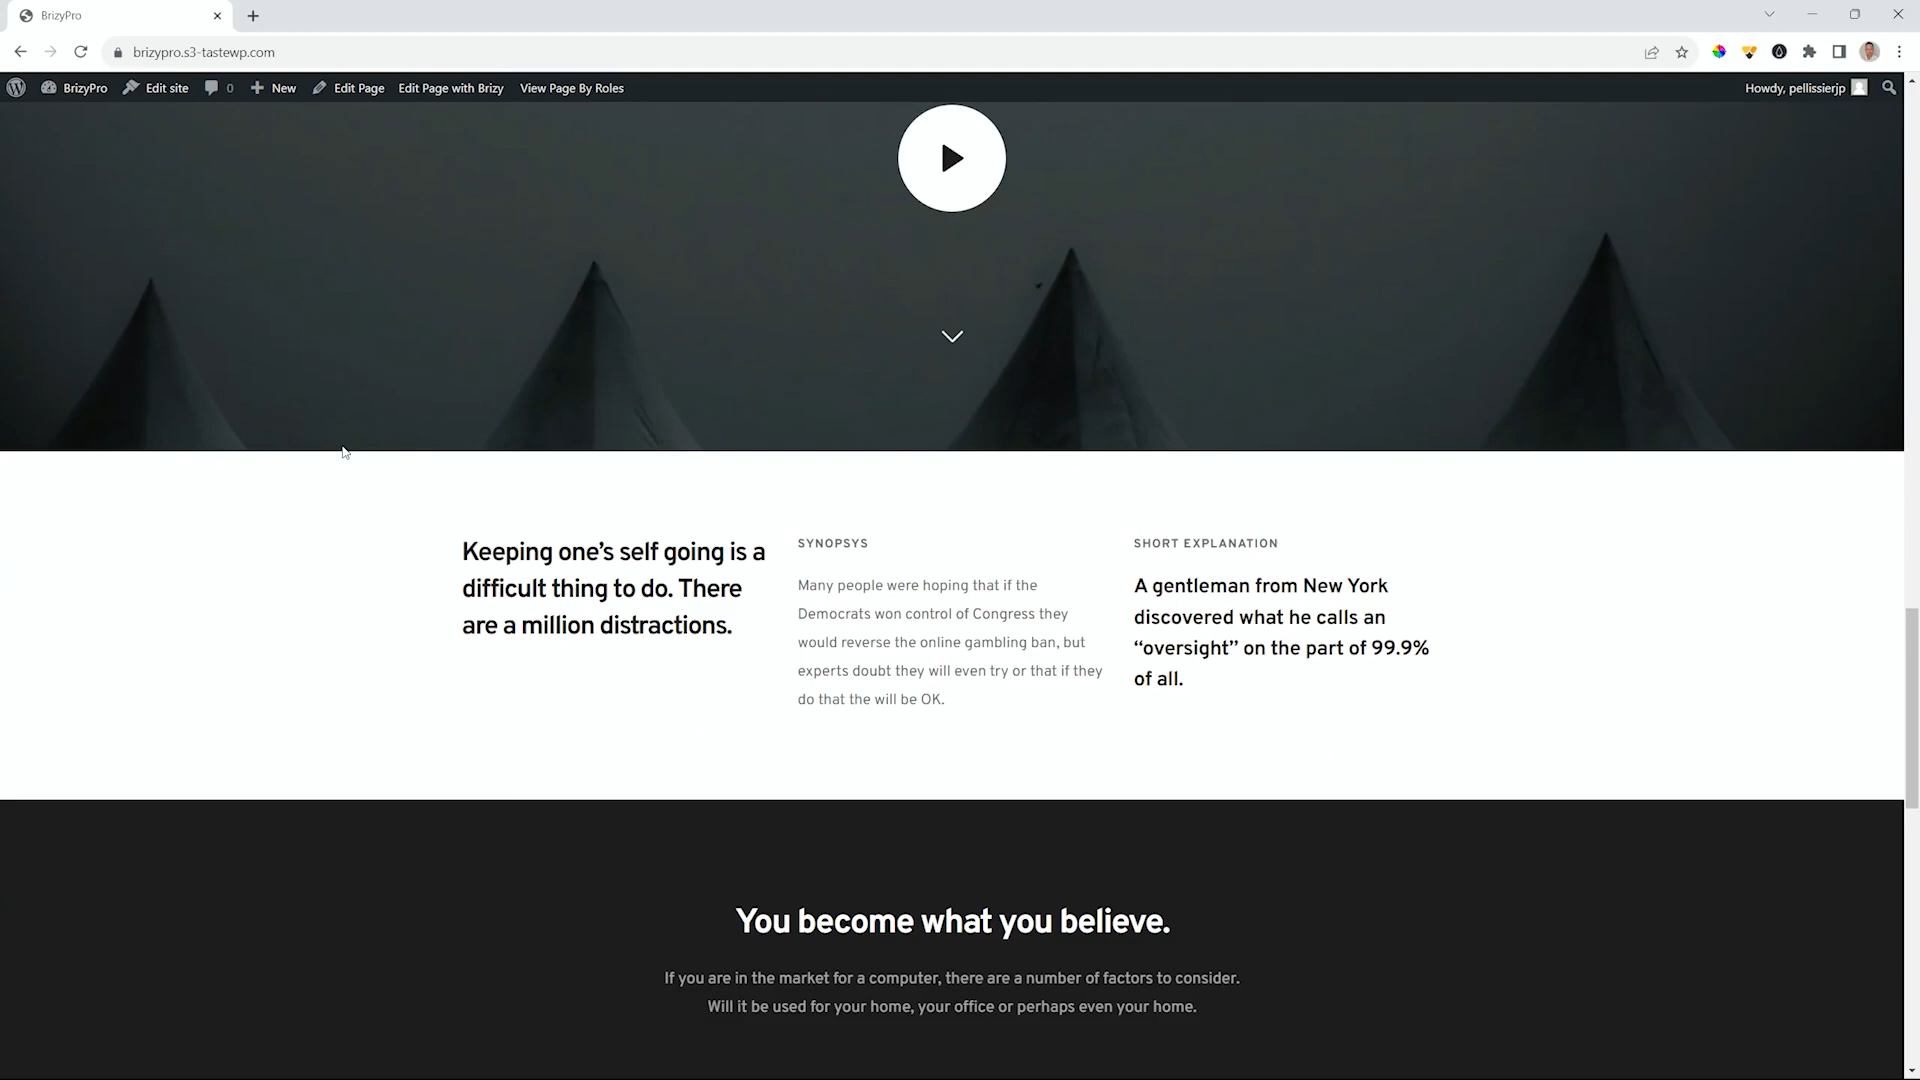 BrizyPro
brizypro.s3-tastewp.com
BrizyPro Edit site 0 New Edit Page Edit Page with Brizy View Page By Roles Howdy, pellissierjp
Keeping one’s self going is a
difficult thing to do. There
are a million distractions.
SYNOPSYS
Many people were hoping that if the
Democrats won control of Congress they
would reverse the online gambling ban, but
experts doubt they will even try or that if they
do that the will be OK.
SHORT EXPLANATION
A gentleman from New York
discovered what he calls an
“oversight” on the part of 99.9%
of all.
You become what you believe.
If you are in the market for a computer, there are a number of factors to consider.
Will it be used for your home, your office or perhaps even your home.